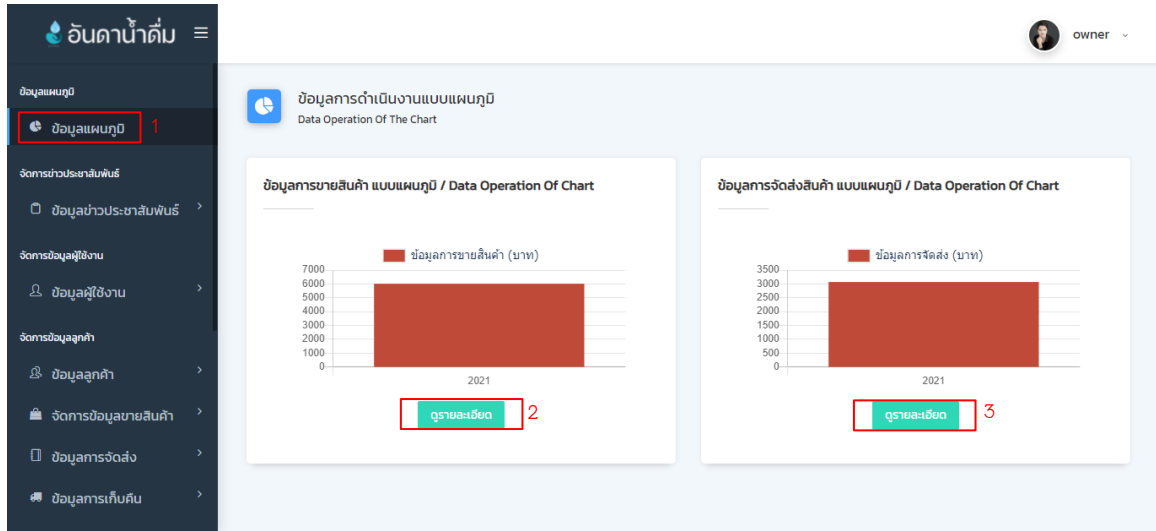 อันดาน้ำดื่ม
owner
ข้อมูลแผนภูมิ
ข้อมูลแผนภูมิ 1
จัดการข่าวประชาสัมพันธ์
ข้อมูลข่าวประชาสัมพันธ์
จัดการข้อมูลผู้ใช้งาน
ข้อมูลผู้ใช้งาน
จัดการข้อมูลลูกค้า
ข้อมูลลูกค้า
จัดการข้อมูลขายสินค้า
ข้อมูลการจัดส่ง
ข้อมูลการเก็บคืน
ข้อมูลการดำเนินงานแบบแผนภูมิ
Data Operation Of The Chart
ข้อมูลการขายสินค้า แบบแผนภูมิ / Data Operation Of Chart
ข้อมูลการขายสินค้า (บาท)
7000
6000
5000
4000
3000
2000
1000
0
2021
ดูรายละเอียด 2
ข้อมูลการจัดส่งสินค้า แบบแผนภูมิ / Data Operation Of Chart
ข้อมูลการจัดส่ง (บาท)
3500
3000
2500
2000
1500
1000
500
0
2021
ดูรายละเอียด 3